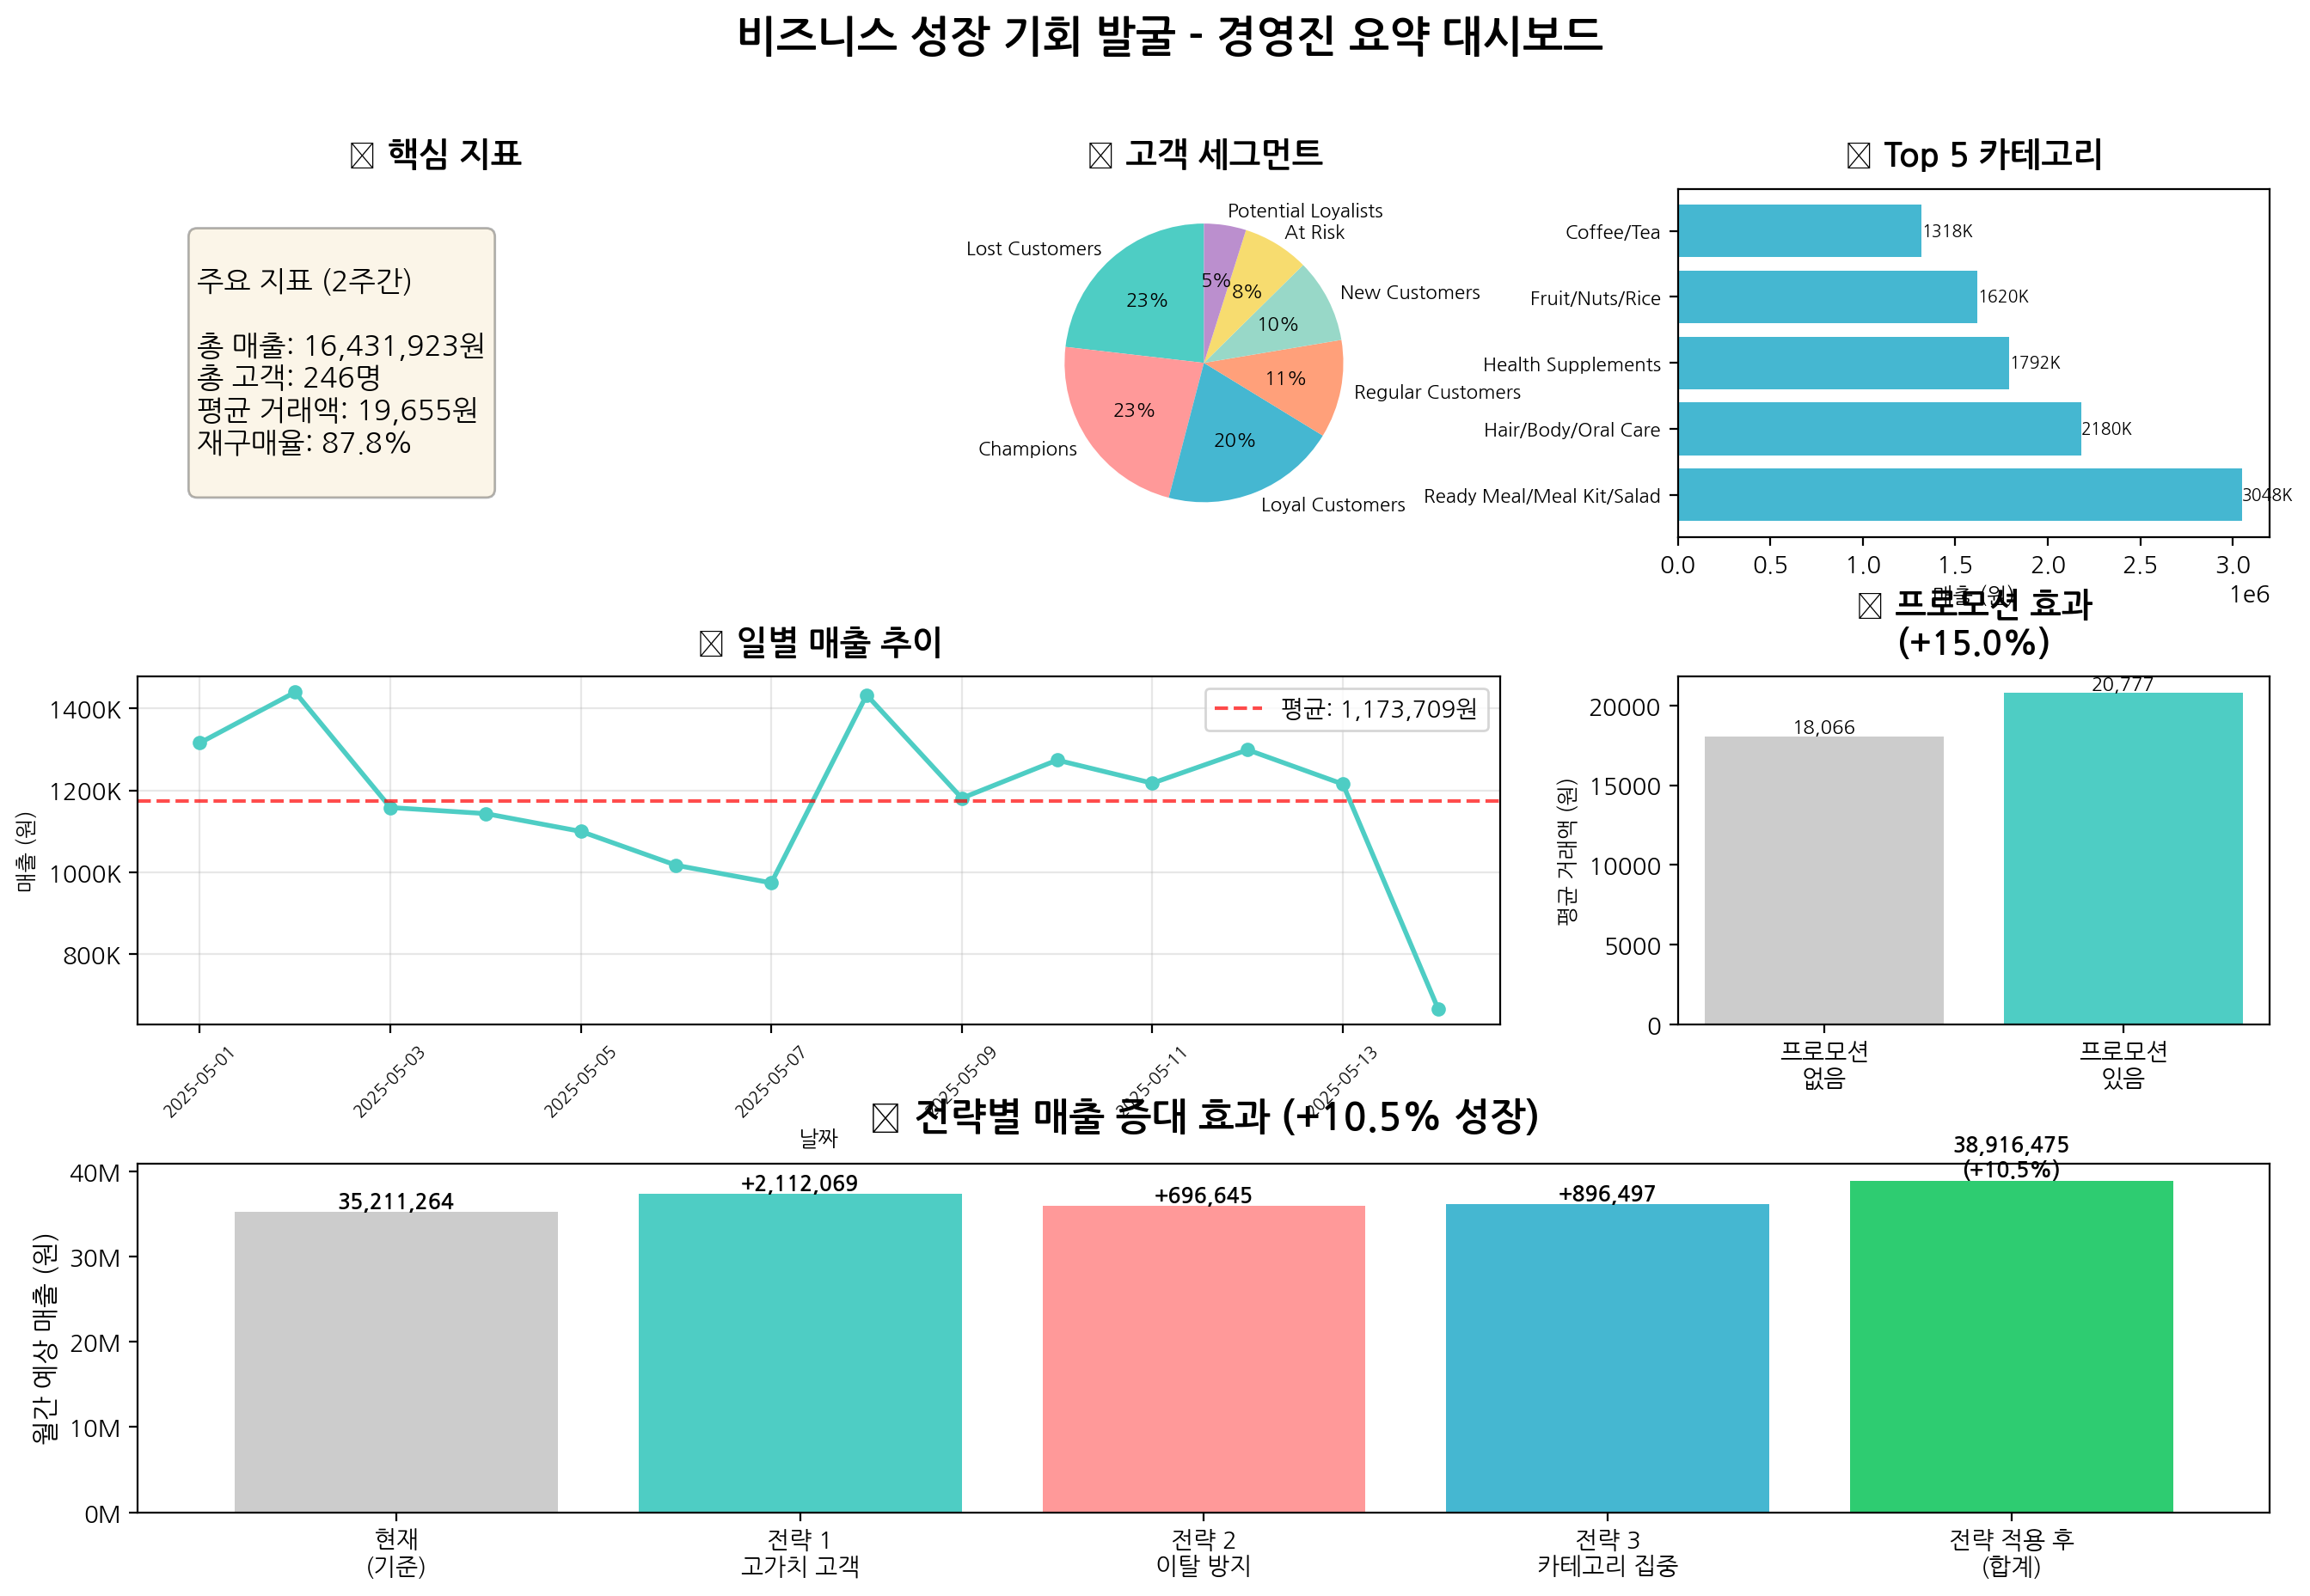 비즈니스 성장 기회 발굴 - 경영진 요약 대시보드
핵심 지표
주요 지표 (2주간)
총 매출: 16,431,923원
총 고객: 246명
평균 거래액: 19,655원
재구매율: 87.8%
고객 세그먼트
Potential Loyalists
At Risk
Lost Customers
New Customers
Regular Customers
Champions
Loyal Customers
5%
8%
23%
10%
11%
23%
20%
Top 5 카테고리
Coffee/Tea
1318K
Fruit/Nuts/Rice
1620K
Health Supplements
1792K
Hair/Body/Oral Care
2180K
Ready Meal/Meal Kit/Salad
3048K
0.0 0.5 1.0 1.5 2.0 2.5 3.0
1e6
매출 (원)
일별 매출 추이
평균: 1,173,709원
매출 (원)
1400K
1200K
1000K
800K
2025-05-01
2025-05-03
2025-05-05
2025-05-07
2025-05-09
2025-05-11
2025-05-13
날짜
프로모션 효과
(+15.0%)
평균 거래액 (원)
20000
15000
10000
5000
0
18,066
20,777
프로모션
없음
프로모션
있음
전략별 매출 증대 효과 (+10.5% 성장)
월간 예상 매출 (원)
40M
30M
20M
10M
0M
35,211,264
+2,112,069
+696,645
+896,497
38,916,475
(+10.5%)
현재
(기준)
전략 1
고가치 고객
전략 2
이탈 방지
전략 3
카테고리 집중
전략 적용 후
(합계)